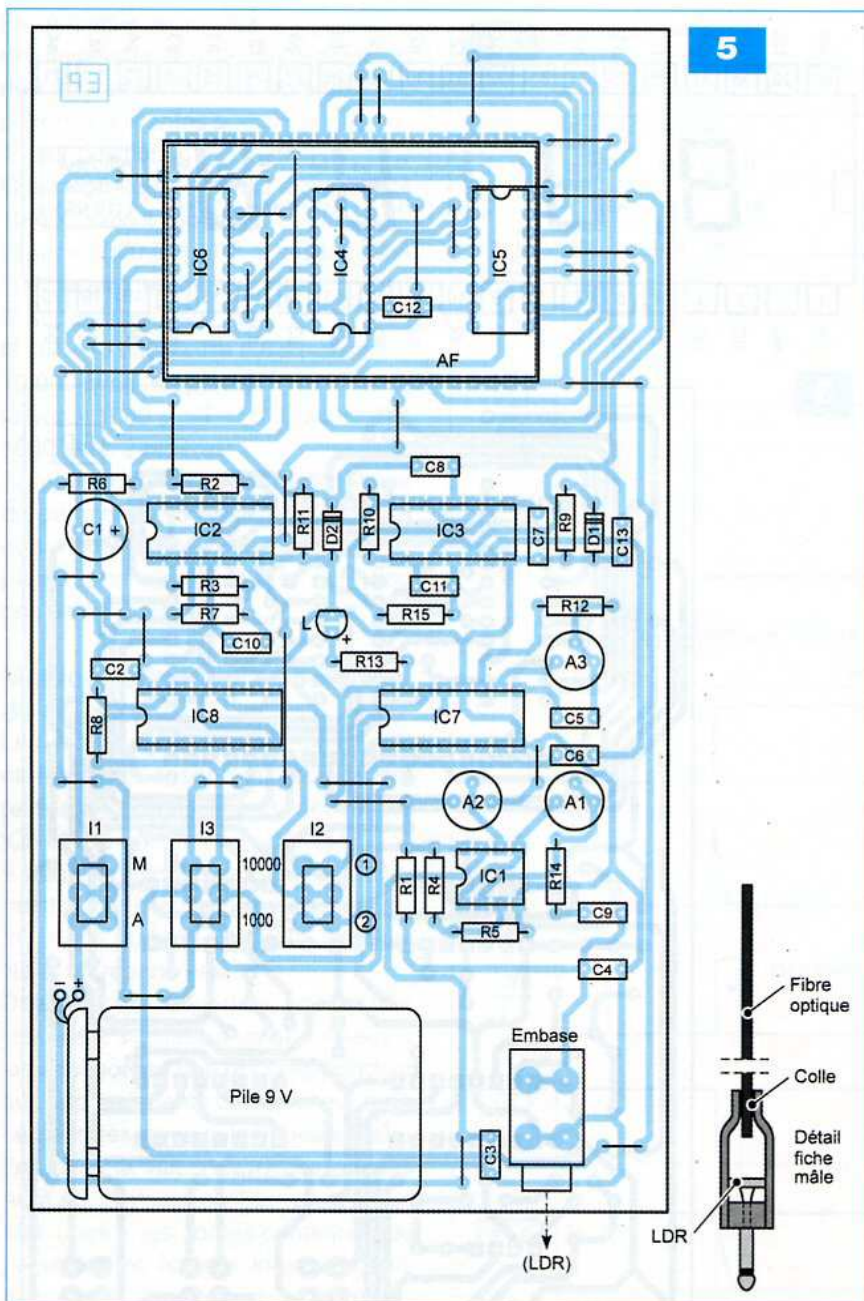 5
E6
IC6
IC4
IC5
C12
AF
C8
R6
R2
C1 +
IC2
R11
D2
R10
IC3
C7
R9
D1
C13
R3
C11
R7
R15
R12
L
+
C10
R13
A3
C2
R8
IC8
IC7
C5
C6
A2
A1
I1
I3
I2
M
10000
1
A
1000
2
R1
R4
IC1
R14
R5
C9
C4
− +
Embase
Pile 9 V
C3
(LDR)
Fibre
optique
Colle
Détail
fiche
mâle
LDR